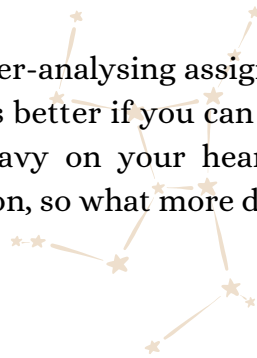 er-analysing assig
s better if you can
avy on your hear
on, so what more d